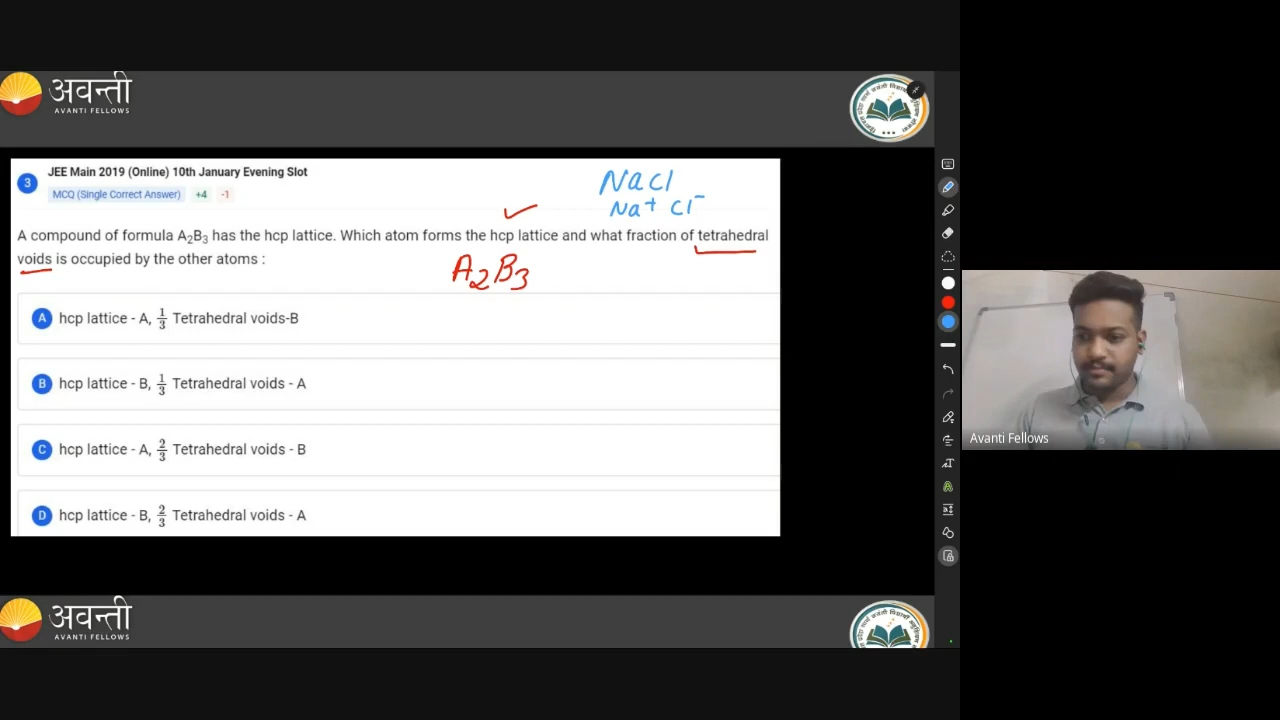 अवन्ती
AVANTI FELLOWS
3
JEE Main 2019 (Online) 10th January Evening Slot
MCQ (Single Correct Answer) +4 -1
NaCl
Na⁺ Cl⁻
A compound of formula A₂B₃ has the hcp lattice. Which atom forms the hcp lattice and what fraction of tetrahedral
voids is occupied by the other atoms :
A₂B₃
A hcp lattice - A, 1/3 Tetrahedral voids-B
B hcp lattice - B, 1/3 Tetrahedral voids - A
C hcp lattice - A, 2/3 Tetrahedral voids - B
D hcp lattice - B, 2/3 Tetrahedral voids - A
Avanti Fellows
अवन्ती
AVANTI FELLOWS